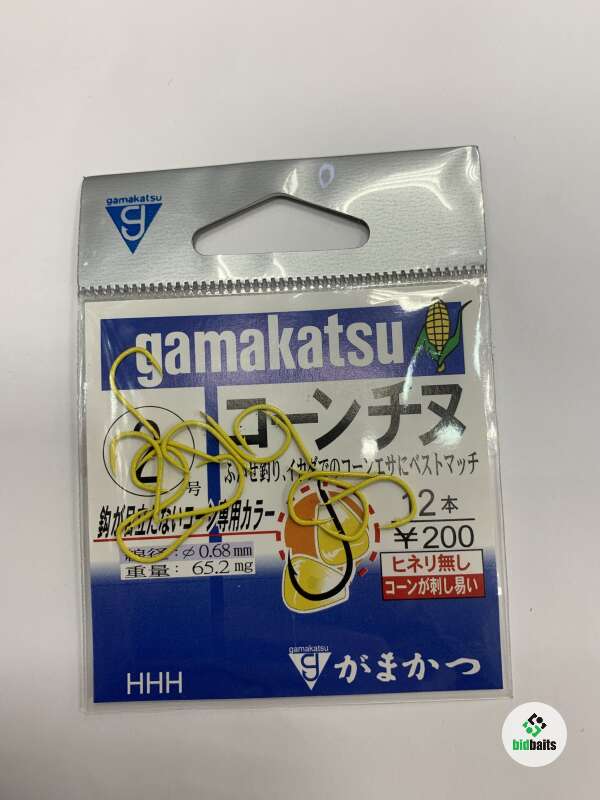 gamakatsu
g
gamakatsu
コーンチヌ
2号
ふかせ釣り、イカダでのコーンエサにベストマッチ
12本
¥200
鈎が目立たないコーン専用カラー
線径:φ0.68mm
重量:65.2mg
ヒネリ無し
コーンが刺し易い
gamakatsu
g がまかつ
HHH
bidbaits